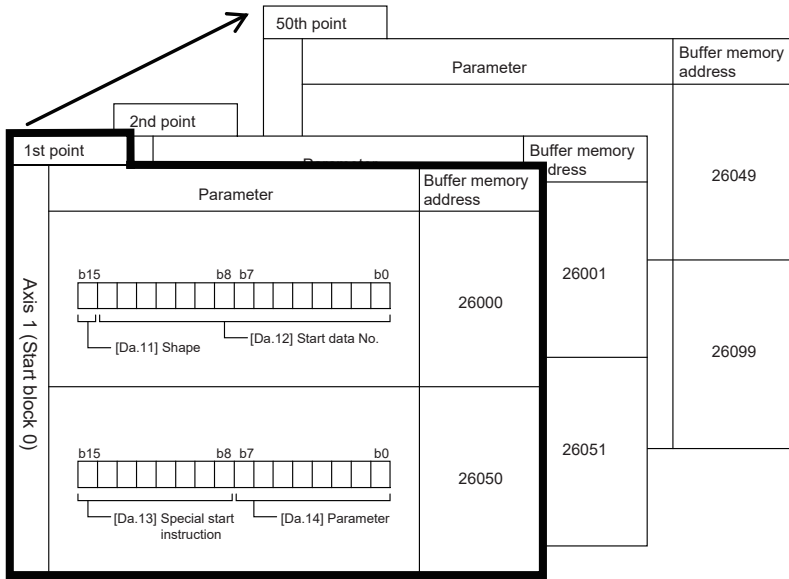 50th point
Parameter
Buffer memory
address
26049
26099
2nd point
Buffer memory
26001
26051
1st point
Axis 1 (Start block 0)
Parameter
Buffer memory
address
b15 b8 b7 b0
[Da.11] Shape
[Da.12] Start data No.
26000
b15 b8 b7 b0
[Da.13] Special start
instruction
[Da.14] Parameter
26050